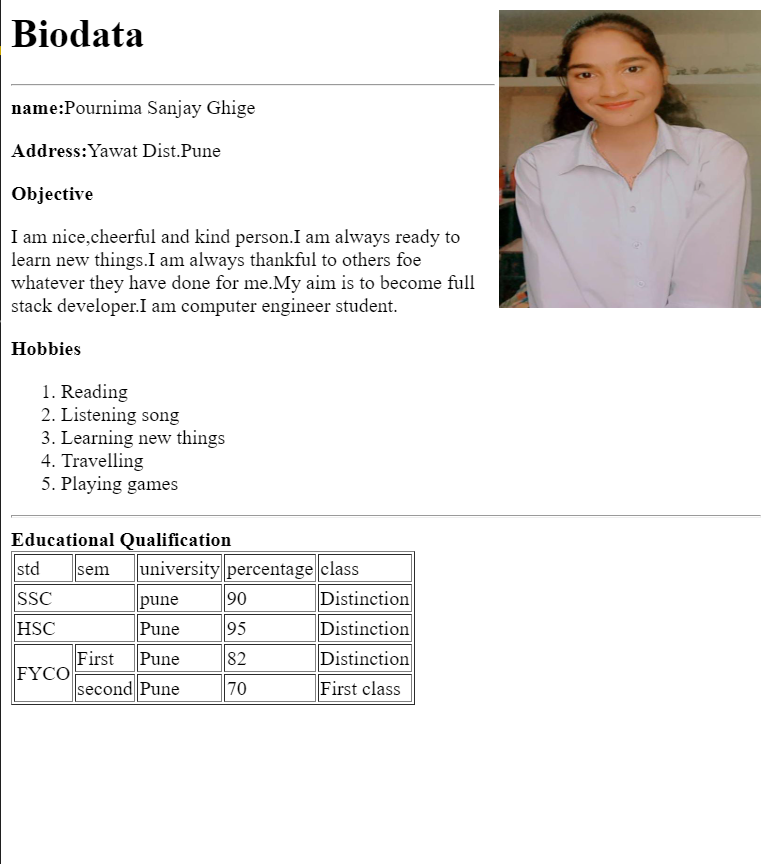 Biodata
name:Pournima Sanjay Ghige
Address:Yawat Dist.Pune
Objective
I am nice,cheerful and kind person.I am always ready to
learn new things.I am always thankful to others foe
whatever they have done for me.My aim is to become full
stack developer.I am computer engineer student.
Hobbies
1. Reading
2. Listening song
3. Learning new things
4. Travelling
5. Playing games
Educational Qualification
std sem university percentage class
SSC pune 90 Distinction
HSC Pune 95 Distinction
FYCO First Pune 82 Distinction
second Pune 70 First class